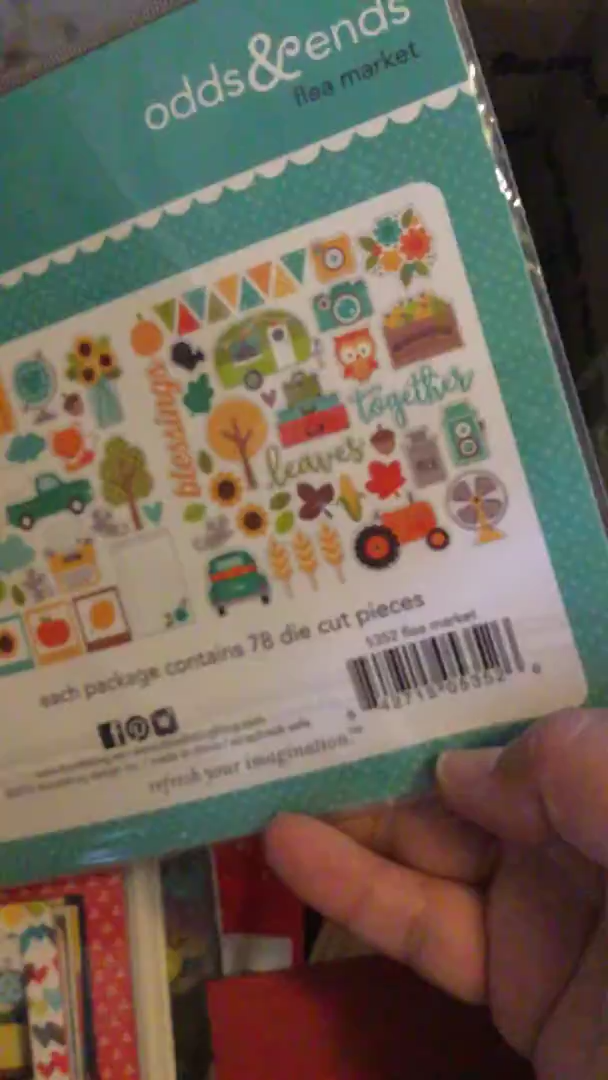 odds&ends
flea market
blessings
together
leaves
each package contains 78 die cut pieces
5352 flea market
refresh your imagination.™